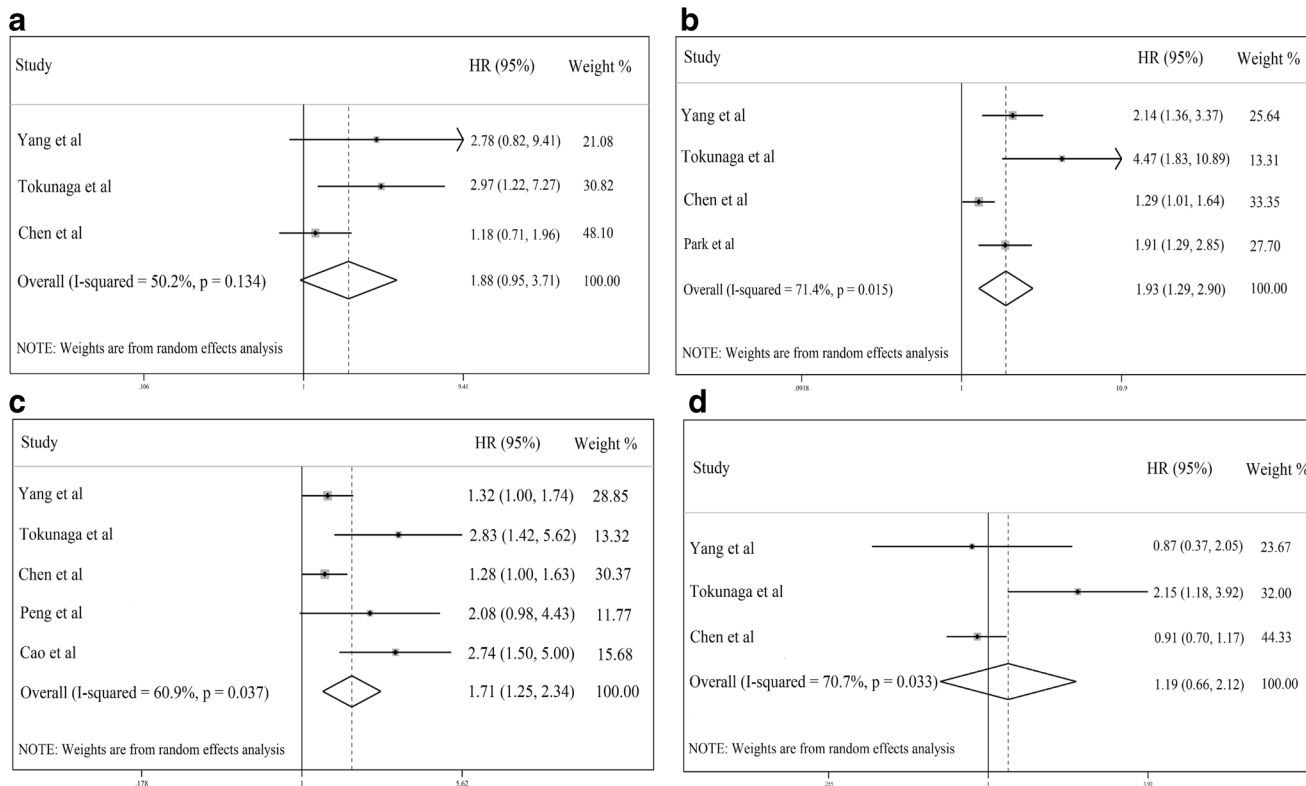 a
Study HR (95%) Weight %
Yang et al 2.78 (0.82, 9.41) 21.08
Tokunaga et al 2.97 (1.22, 7.27) 30.82
Chen et al 1.18 (0.71, 1.96) 48.10
Overall (I-squared = 50.2%, p = 0.134) 1.88 (0.95, 3.71) 100.00
NOTE: Weights are from random effects analysis
.106 1 9.41
b
Study HR (95%) Weight %
Yang et al 2.14 (1.36, 3.37) 25.64
Tokunaga et al 4.47 (1.83, 10.89) 13.31
Chen et al 1.29 (1.01, 1.64) 33.35
Park et al 1.91 (1.29, 2.85) 27.70
Overall (I-squared = 71.4%, p = 0.015) 1.93 (1.29, 2.90) 100.00
NOTE: Weights are from random effects analysis
.0918 1 10.9
c
Study HR (95%) Weight %
Yang et al 1.32 (1.00, 1.74) 28.85
Tokunaga et al 2.83 (1.42, 5.62) 13.32
Chen et al 1.28 (1.00, 1.63) 30.37
Peng et al 2.08 (0.98, 4.43) 11.77
Cao et al 2.74 (1.50, 5.00) 15.68
Overall (I-squared = 60.9%, p = 0.037) 1.71 (1.25, 2.34) 100.00
NOTE: Weights are from random effects analysis
.178 1 5.62
d
Study HR (95%) Weight %
Yang et al 0.87 (0.37, 2.05) 23.67
Tokunaga et al 2.15 (1.18, 3.92) 32.00
Chen et al 0.91 (0.70, 1.17) 44.33
Overall (I-squared = 70.7%, p = 0.033) 1.19 (0.66, 2.12) 100.00
NOTE: Weights are from random effects analysis
.255 1 3.92